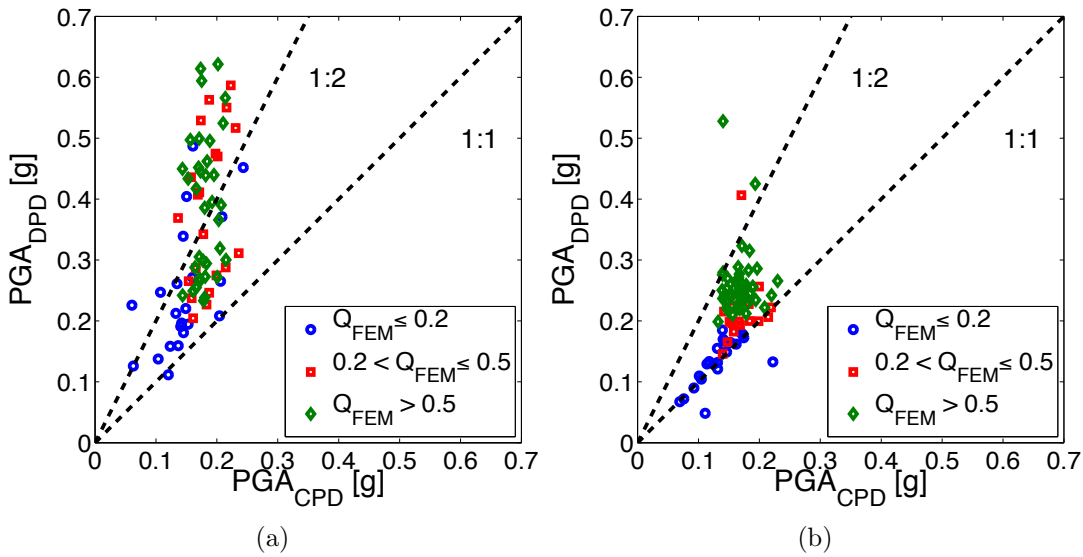 0.7
0.6
0.5
0.4
0.3
0.2
0.1
0
0 0.1 0.2 0.3 0.4 0.5 0.6 0.7
PGA_DPD [g]
PGA_CPD [g]
1:2
1:1
Q_FEM ≤ 0.2
0.2 < Q_FEM ≤ 0.5
Q_FEM > 0.5
(a)
0.7
0.6
0.5
0.4
0.3
0.2
0.1
0
0 0.1 0.2 0.3 0.4 0.5 0.6 0.7
PGA_DPD [g]
PGA_CPD [g]
1:2
1:1
Q_FEM ≤ 0.2
0.2 < Q_FEM ≤ 0.5
Q_FEM > 0.5
(b)